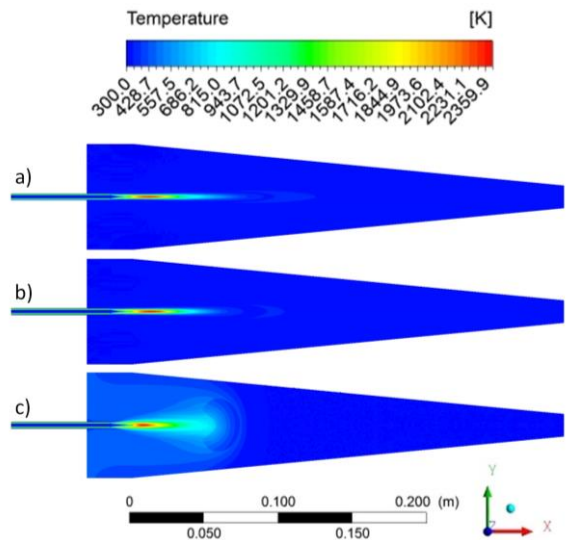 Temperature [K]
300.0 428.7 557.5 686.2 815.0 943.7 1072.5 1201.2 1329.9 1458.7 1587.4 1716.2 1844.9 1973.6 2102.4 2231.1 2359.9
a)
b)
c)
0 0.100 0.200 (m)
0.050 0.150
Y
Z X